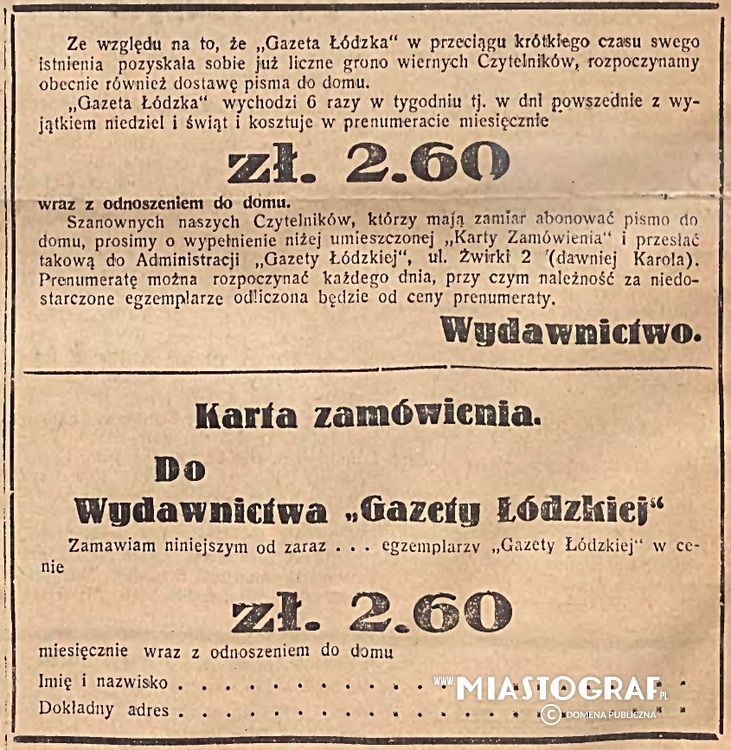 Ze względu na to, że „Gazeta Łódzka" w przeciągu krótkiego czasu swego
istnienia pozyskała sobie już liczne grono wiernych Czytelników, rozpoczynamy
obecnie również dostawę pisma do domu.
„Gazeta Łódzka" wychodzi 6 razy w tygodniu tj. w dni powszednie z wy-
jątkiem niedziel i świąt i kosztuje w prenumeracie miesięcznie
zł. 2.60
wraz z odnoszeniem do domu.
Szanownych naszych Czytelników, którzy mają zamiar abonować pismo do
domu, prosimy o wypełnienie niżej umieszczonej „Karty Zamówienia" i przesłać
takową do Administracji „Gazety Łódzkiej", ul. Żwirki 2 (dawniej Karola).
Prenumeratę można rozpoczynać każdego dnia, przy czym należność za niedo-
starczone egzemplarze odliczona będzie od ceny prenumeraty.
Wydawnictwo.
Karta zamówienia.
Do
Wydawnictwa „Gazety Łódzkiej"
Zamawiam niniejszym od zaraz . . . egzemplarzy „Gazety Łódzkiej" w ce-
nie
zł. 2.60
miesięcznie wraz z odnoszeniem do domu
Imię i nazwisko . . . . . . . . . . . . . . . . . . . .
Dokładny adres . . . . . . . . . . . . . . . . . . . .
WWW.MIASTOGRAF.PL
© DOMENA PUBLICZNA